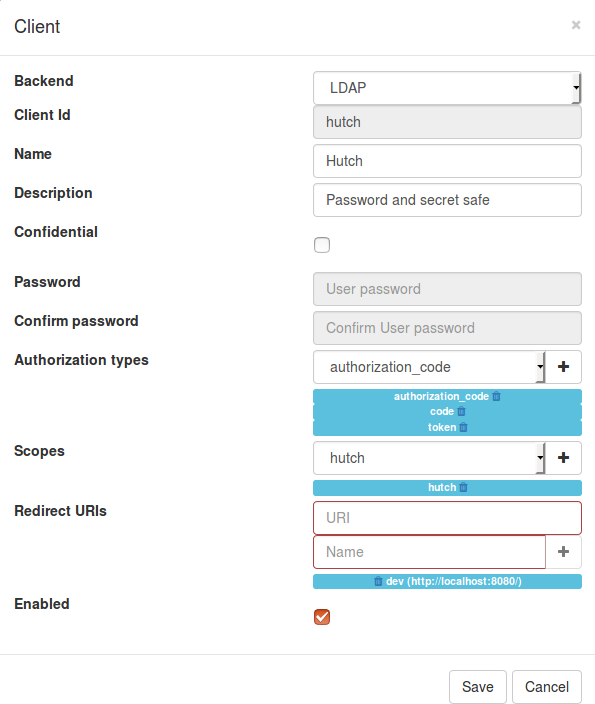 Client ×
Backend LDAP
Client Id hutch
Name Hutch
Description Password and secret safe
Confidential
Password User password
Confirm password Confirm User password
Authorization types authorization_code
authorization_code
code
token
Scopes hutch
hutch
Redirect URIs URI
Name
dev (http://localhost:8080/)
Enabled
Save Cancel